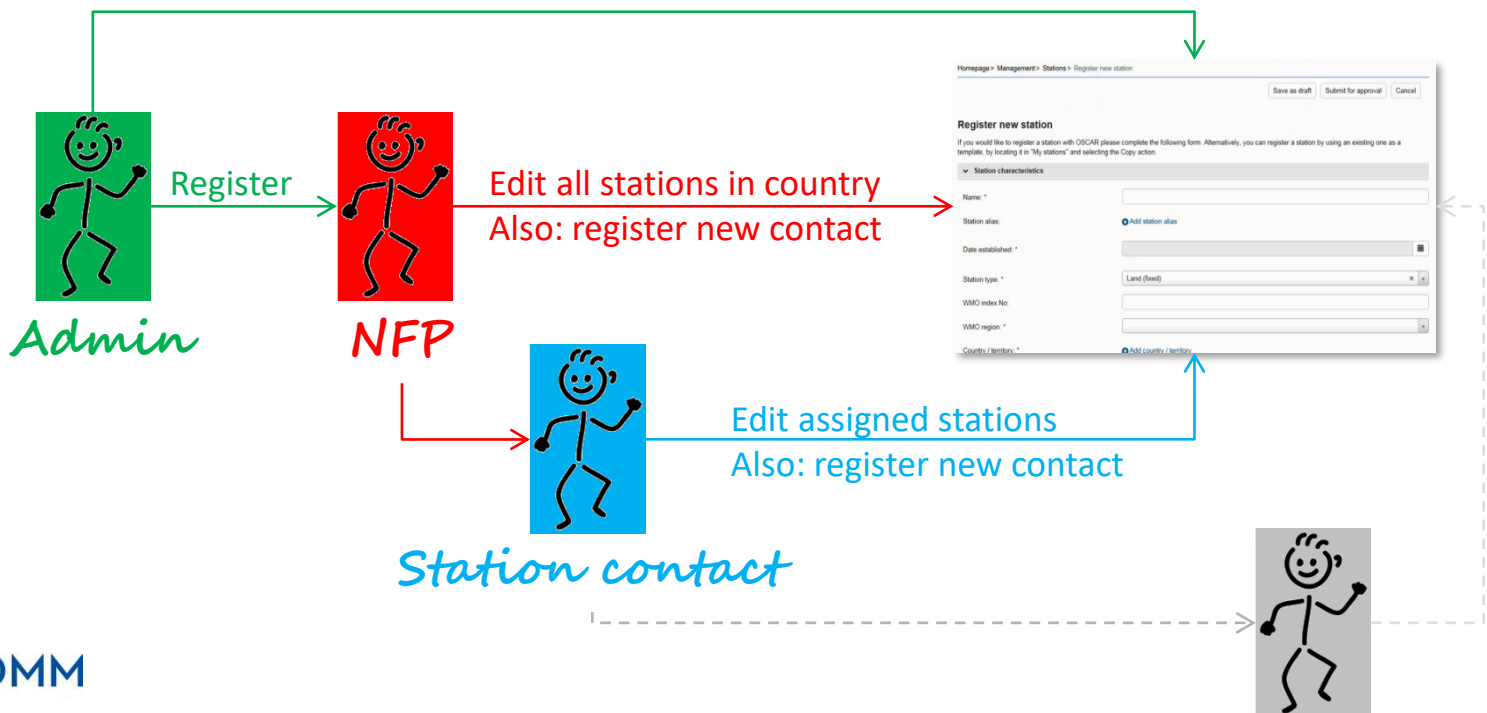 Homepage> Management> Stations> Register new station
Save as draft Submit for approval Cancel
Register new station
If you would like to register a station with OSCAR please complete the following form. Alternatively, you can register a station by using an existing one as a
template, by locating it in "My stations" and selecting the Copy action.
Station characteristics
Name: *
Station alias: Add station alias
Date established: *
Station type: * Land (fixed)
WMO index No:
WMO region: *
Country / territory: * Add country / territory
Register
Edit all stations in country
Also: register new contact
Admin
NFP
Edit assigned stations
Also: register new contact
Station contact
OMM